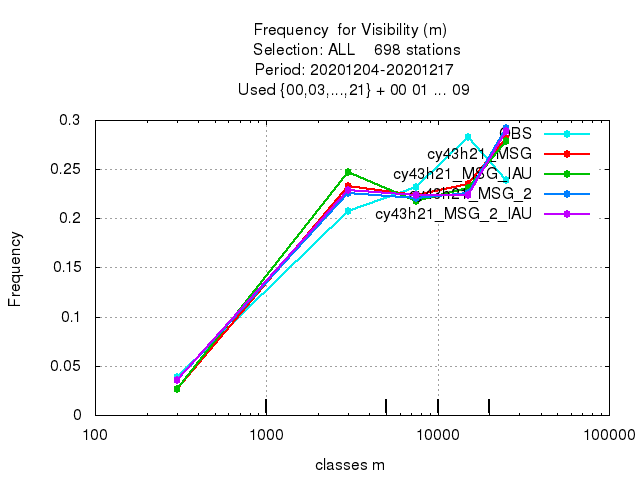 Frequency for Visibility (m)
Selection: ALL 698 stations
Period: 20201204-20201217
Used {00,03,...,21} + 00 01 ... 09
0.3
0.25
0.2
0.15
0.1
0.05
0
Frequency
OBS
cy43h21_MSG
cy43h21_MSG_IAU
cy43h21_MSG_2
cy43h21_MSG_2_IAU
100
1000
10000
100000
classes m